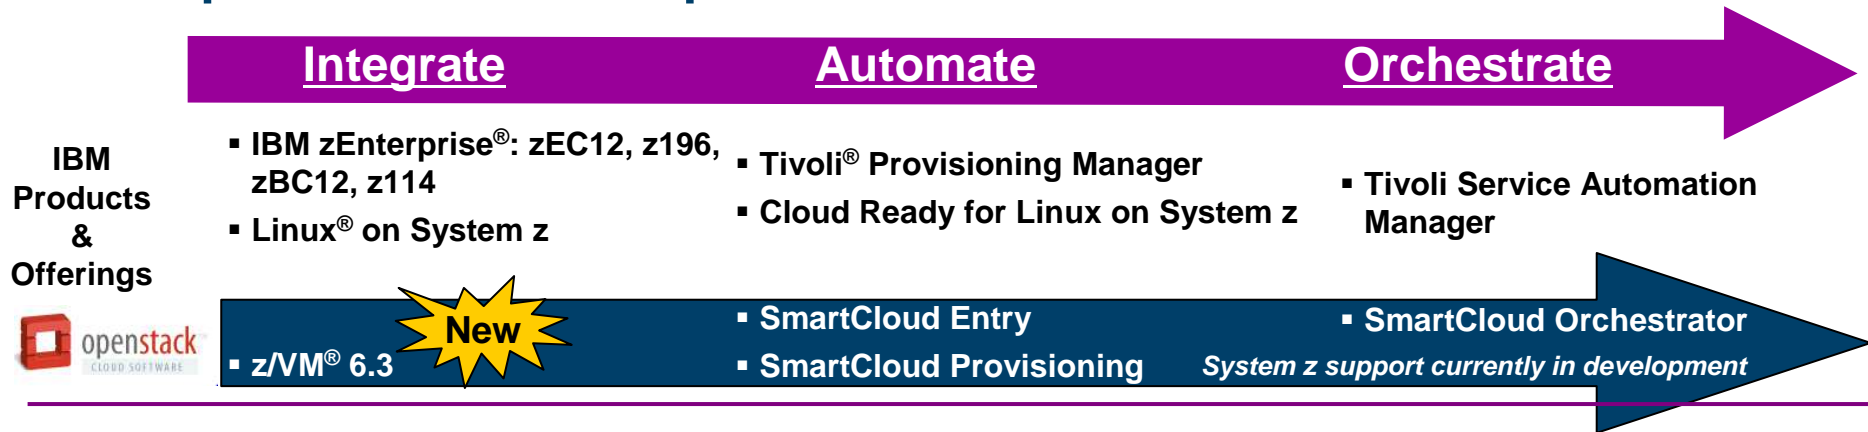 Integrate Automate Orchestrate
IBM
Products
&
Offerings
▪ IBM zEnterprise®: zEC12, z196,
zBC12, z114
▪ Linux® on System z
▪ Tivoli® Provisioning Manager
▪ Cloud Ready for Linux on System z
▪ Tivoli Service Automation
Manager
openstack™
CLOUD SOFTWARE
New
▪ z/VM® 6.3
▪ SmartCloud Entry
▪ SmartCloud Provisioning
▪ SmartCloud Orchestrator
System z support currently in development